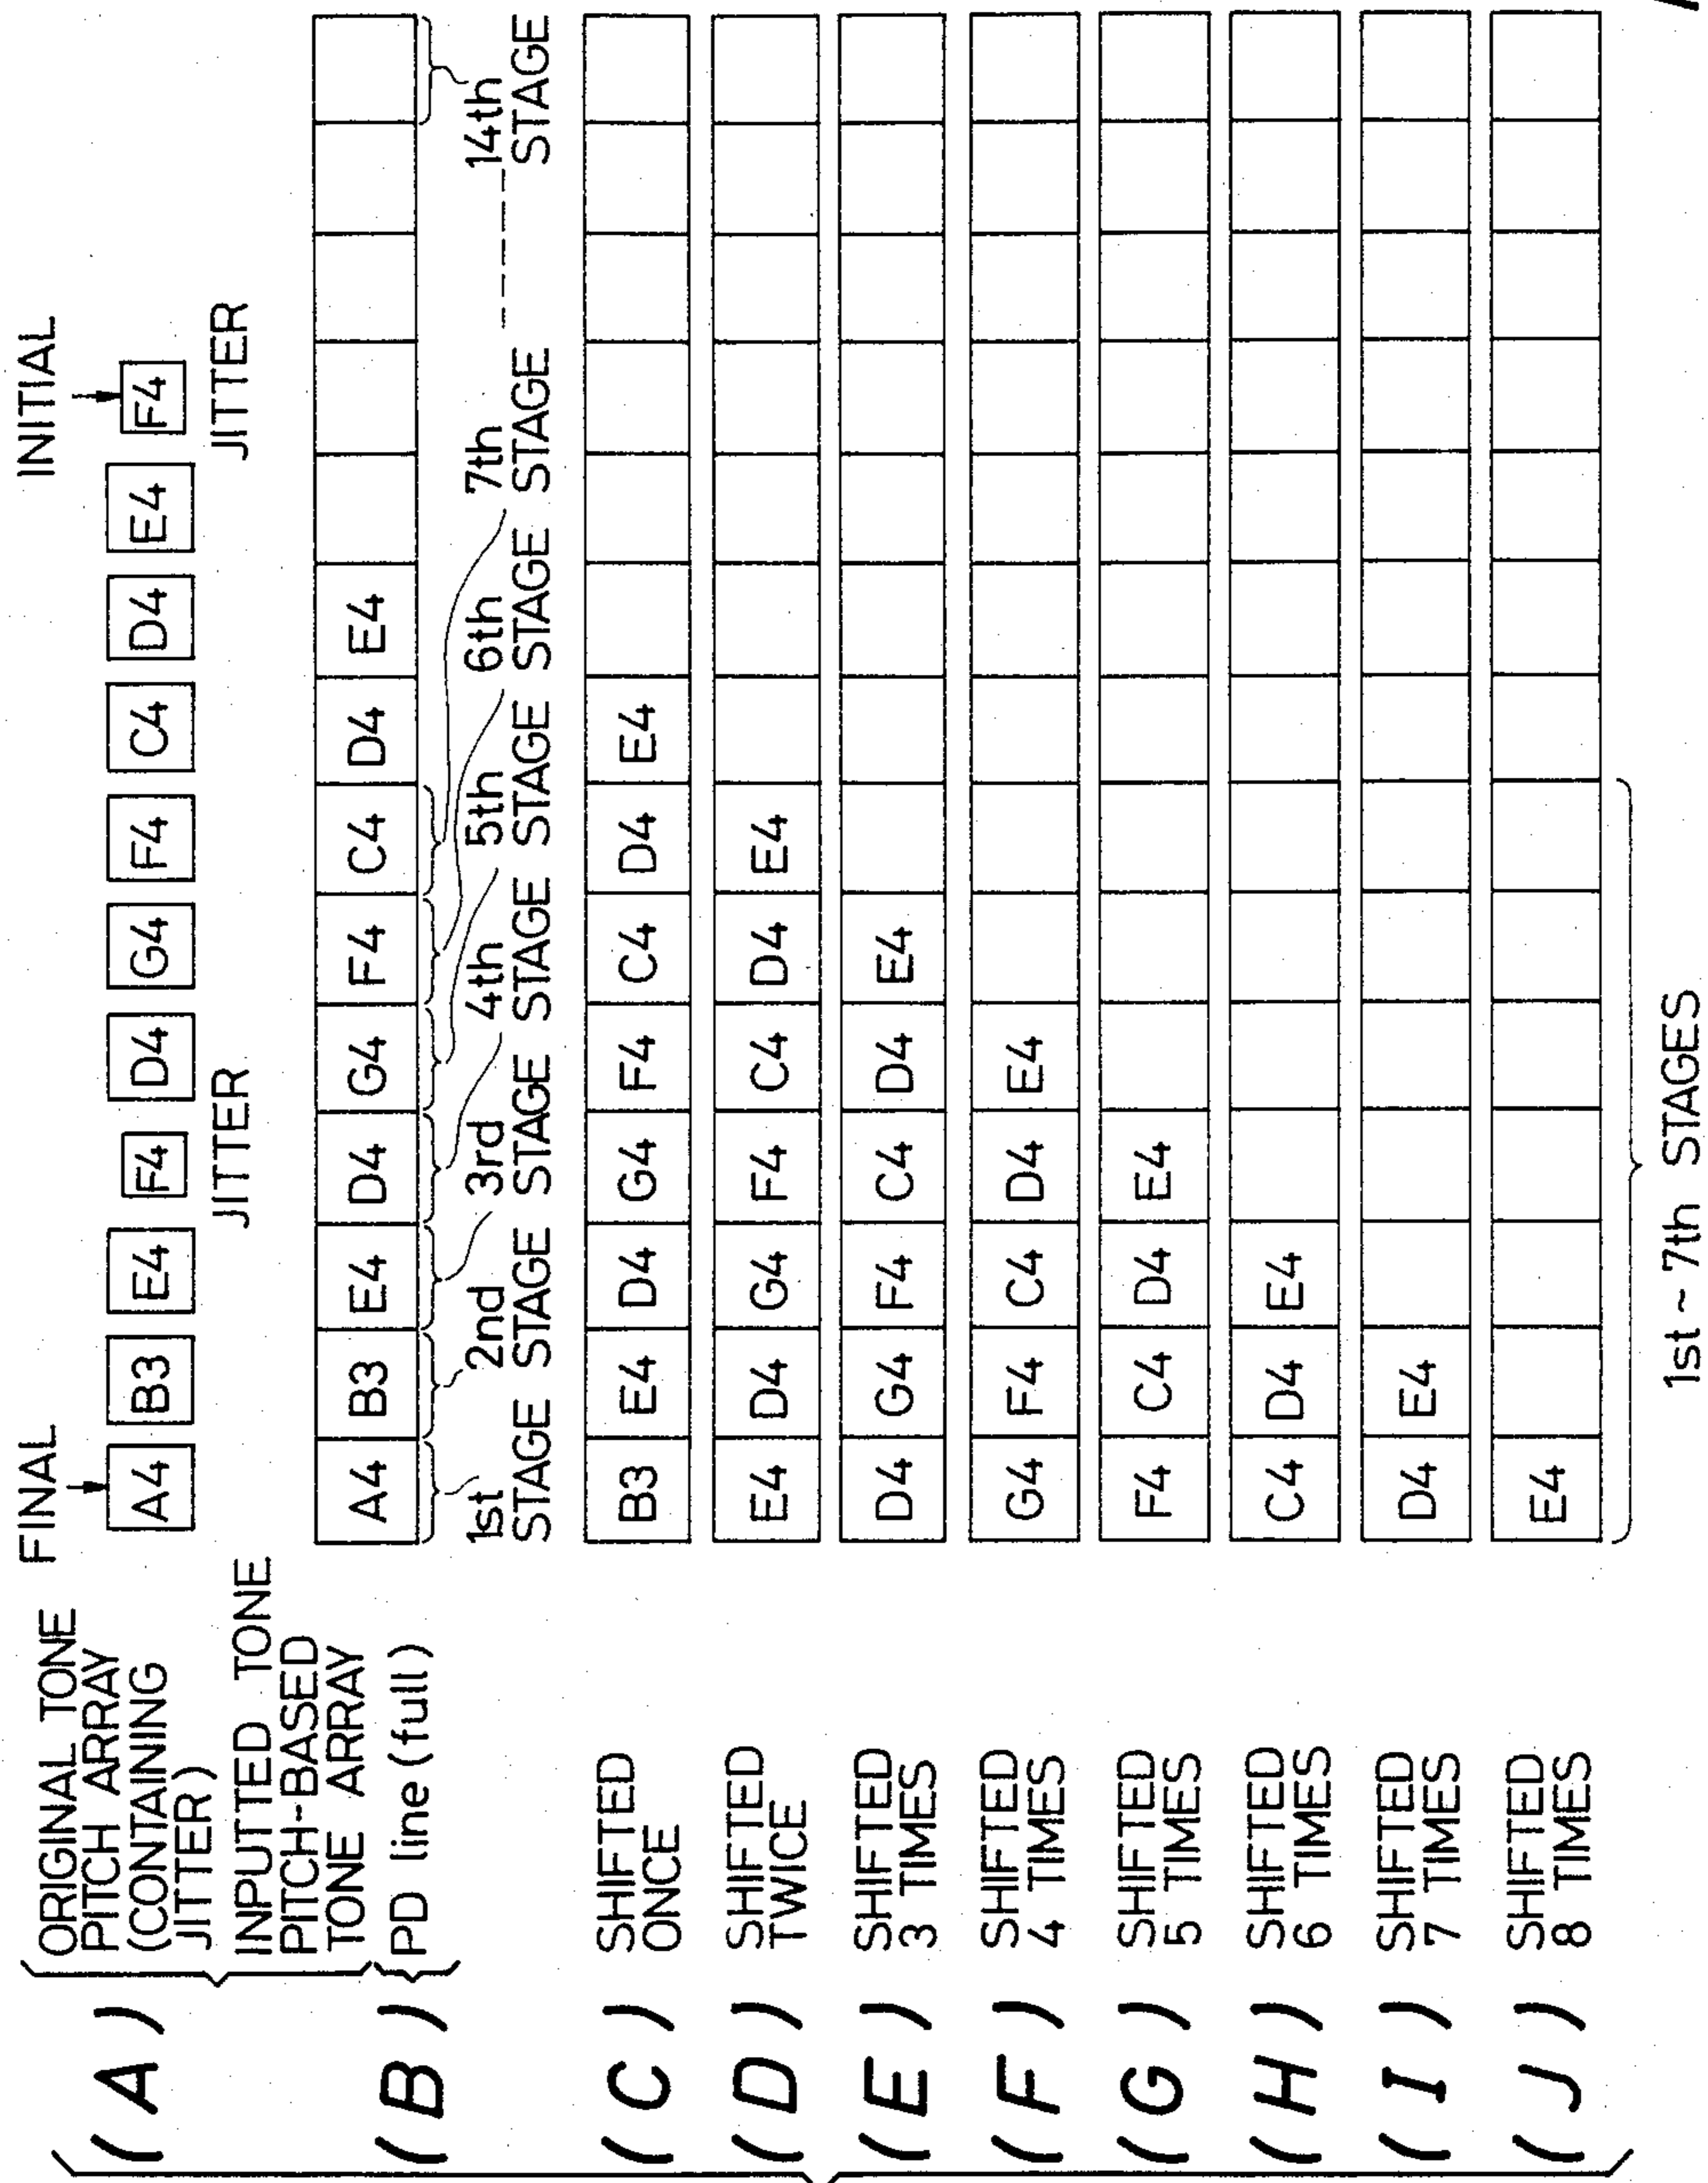 FINAL INITIAL
(A) ORIGINAL TONE
PITCH ARRAY
(CONTAINING
JITTER)
A4 B3 E4 F4 D4 G4 F4 C4 D4 E4 F4
JITTER JITTER
INPUTTED TONE
PITCH-BASED
TONE ARRAY
(B) PD line (full)
A4 B3 E4 D4 G4 F4 C4 D4 E4
1st 2nd 3rd 4th 5th 6th 7th ----- 14th
STAGE STAGE STAGE STAGE STAGE STAGE STAGE STAGE
(C) SHIFTED
ONCE
B3 E4 D4 G4 F4 C4 D4 E4
(D) SHIFTED
TWICE
E4 D4 G4 F4 C4 D4 E4
(E) SHIFTED
3 TIMES
D4 G4 F4 C4 D4 E4
(F) SHIFTED
4 TIMES
G4 F4 C4 D4 E4
(G) SHIFTED
5 TIMES
F4 C4 D4 E4
(H) SHIFTED
6 TIMES
C4 D4 E4
(I) SHIFTED
7 TIMES
D4 E4
(J) SHIFTED
8 TIMES
E4
1st ~ 7th STAGES